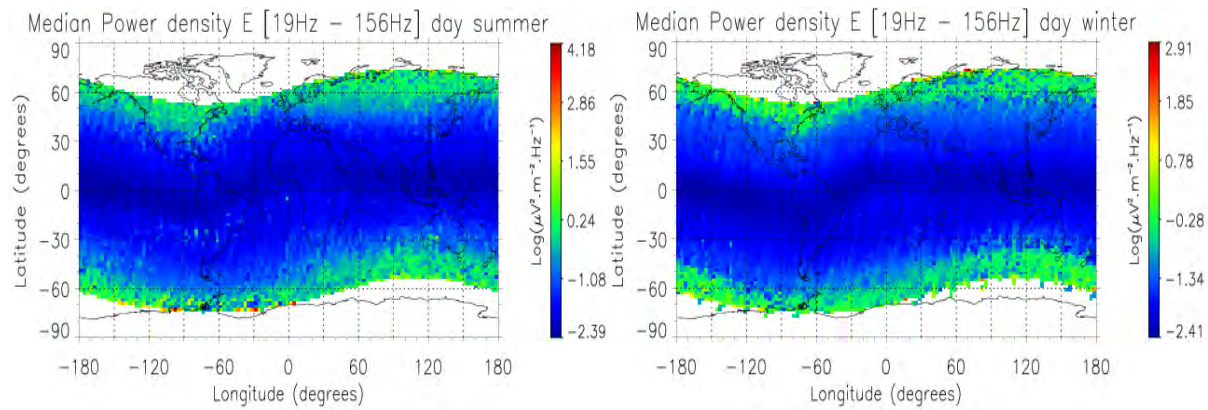 Median Power density E [19Hz - 156Hz] day summer
90
60
30
0
-30
-60
-90
Latitude (degrees)
-180 -120 -60 0 60 120 180
Longitude (degrees)
4.18
2.86
1.55
0.24
-1.08
-2.39
Log(μV².m⁻².Hz⁻¹)
Median Power density E [19Hz - 156Hz] day winter
90
60
30
0
-30
-60
-90
Latitude (degrees)
-180 -120 -60 0 60 120 180
Longitude (degrees)
2.91
1.85
0.78
-0.28
-1.34
-2.41
Log(μV².m⁻².Hz⁻¹)